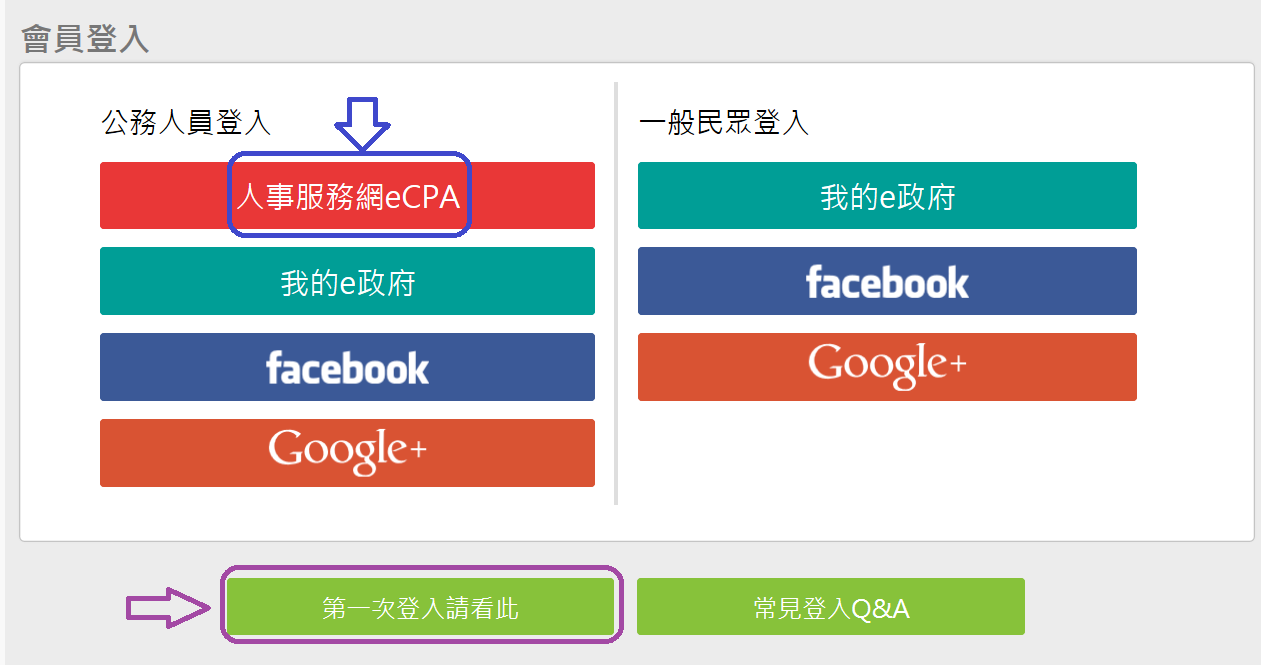 會員登入
公務人員登入
人事服務網eCPA
我的e政府
facebook
Google+
一般民眾登入
我的e政府
facebook
Google+
第一次登入請看此
常見登入Q&A